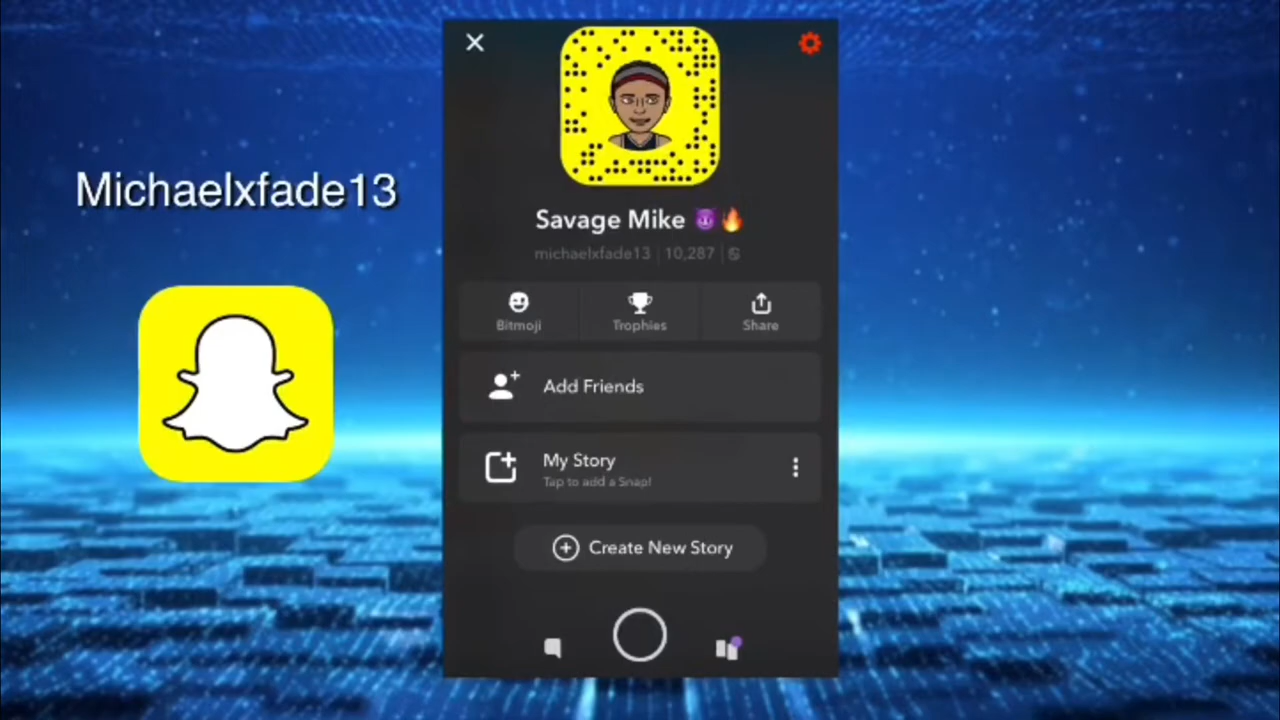 Michaelxfade13
Savage Mike 😈🔥
michaelxfade13 | 10,287
Bitmoji
Trophies
Share
Add Friends
My Story
Tap to add a Snap!
Create New Story